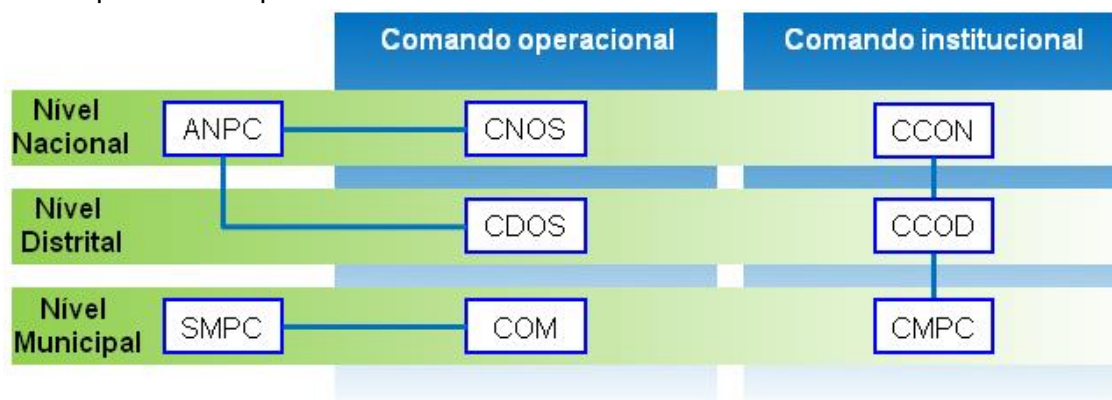 Comando operacional
Comando institucional
Nível
Nacional
ANPC
CNOS
CCON
Nível
Distrital
CDOS
CCOD
Nível
Municipal
SMPC
COM
CMPC